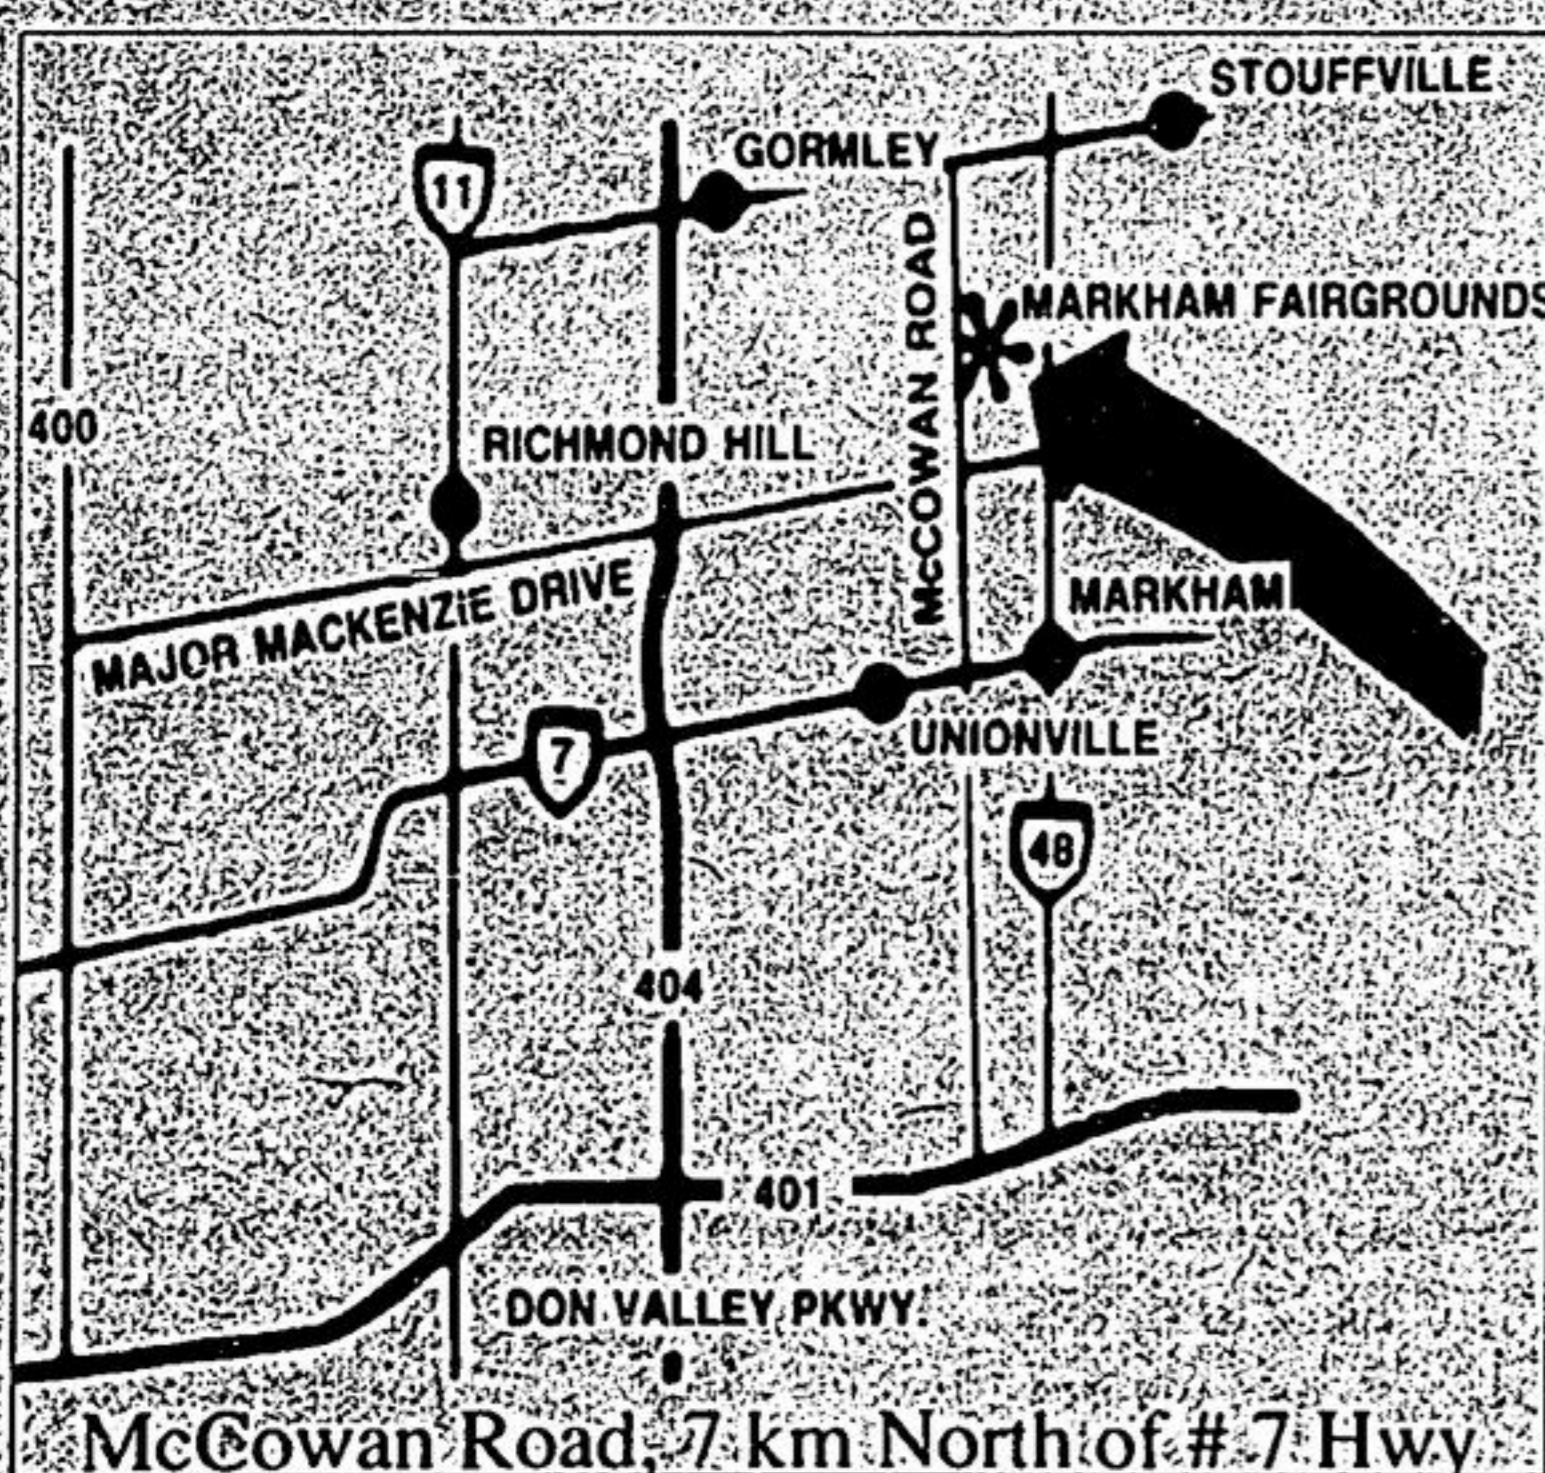 STOUFFVILLE
GORMLEY
11
McCOWAN ROAD
MARKHAM FAIRGROUNDS
400
RICHMOND HILL
MAJOR MACKENZIE DRIVE
MARKHAM
7
UNIONVILLE
48
404
401
DON VALLEY PKWY.
McCowan Road, 7 km North of # 7 Hwy